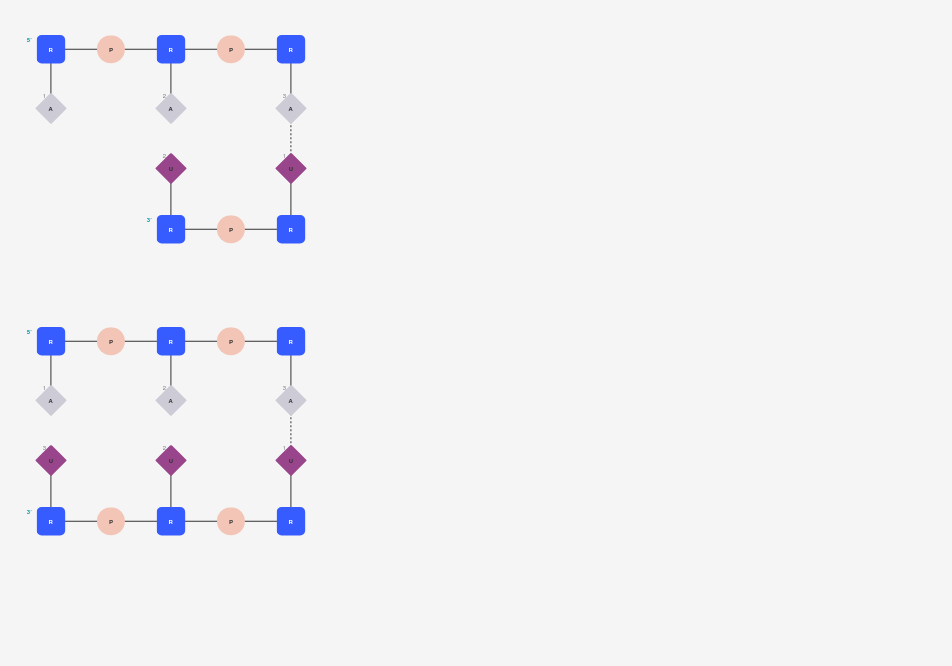 5'
R P R P R
1 2 3
A A A
2 1
U U
3'
R P R
5'
R P R P R
1 2 3
A A A
3 2 1
U U U
3'
R P R P R